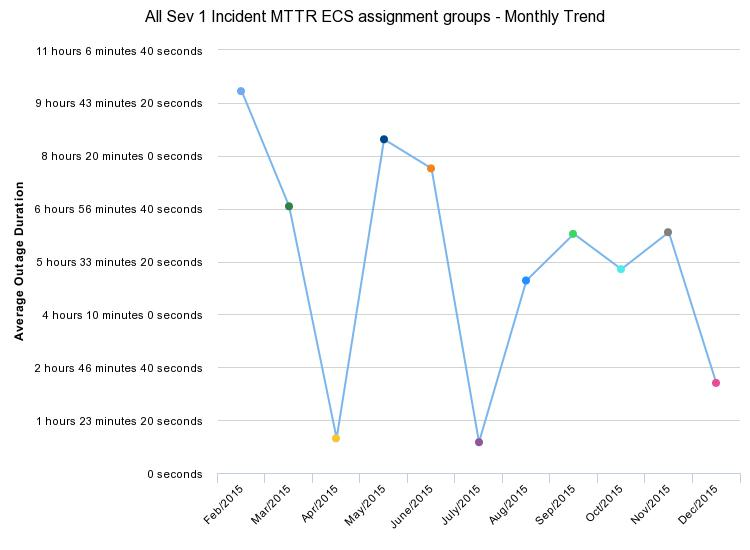 All Sev 1 Incident MTTR ECS assignment groups - Monthly Trend
11 hours 6 minutes 40 seconds
9 hours 43 minutes 20 seconds
8 hours 20 minutes 0 seconds
6 hours 56 minutes 40 seconds
5 hours 33 minutes 20 seconds
4 hours 10 minutes 0 seconds
2 hours 46 minutes 40 seconds
1 hours 23 minutes 20 seconds
0 seconds
Average Outage Duration
Feb/2015
Mar/2015
Apr/2015
May/2015
June/2015
July/2015
Aug/2015
Sep/2015
Oct/2015
Nov/2015
Dec/2015